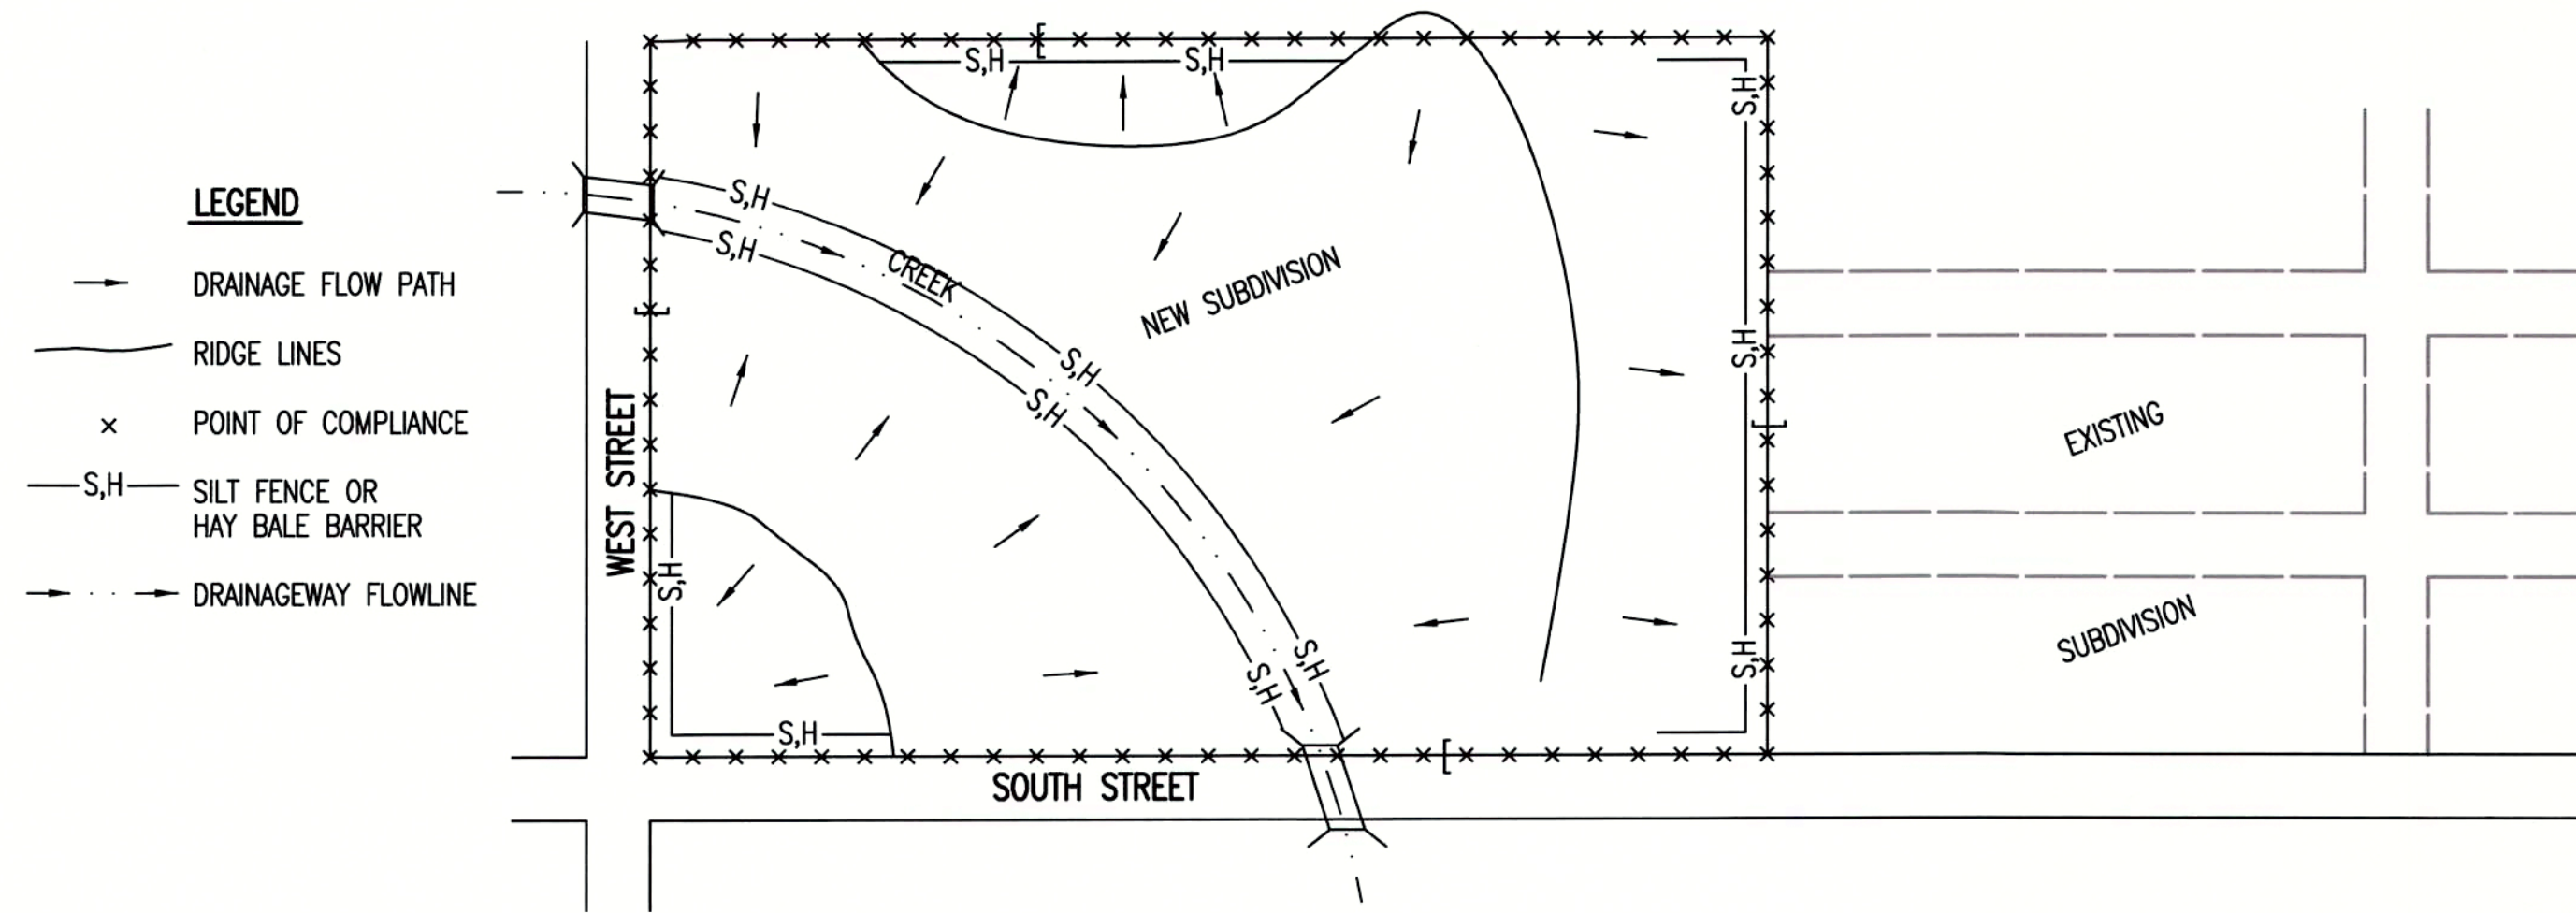 LEGEND
DRAINAGE FLOW PATH
RIDGE LINES
× POINT OF COMPLIANCE
S,H SILT FENCE OR
HAY BALE BARRIER
DRAINAGEWAY FLOWLINE
S,H S,H
S,H
S,H
S,H
CREEK
NEW SUBDIVISION
S,H
S,H
S,H
WEST STREET
EXISTING
S,H
SUBDIVISION
S,H
S,H
S,H
S,H
SOUTH STREET